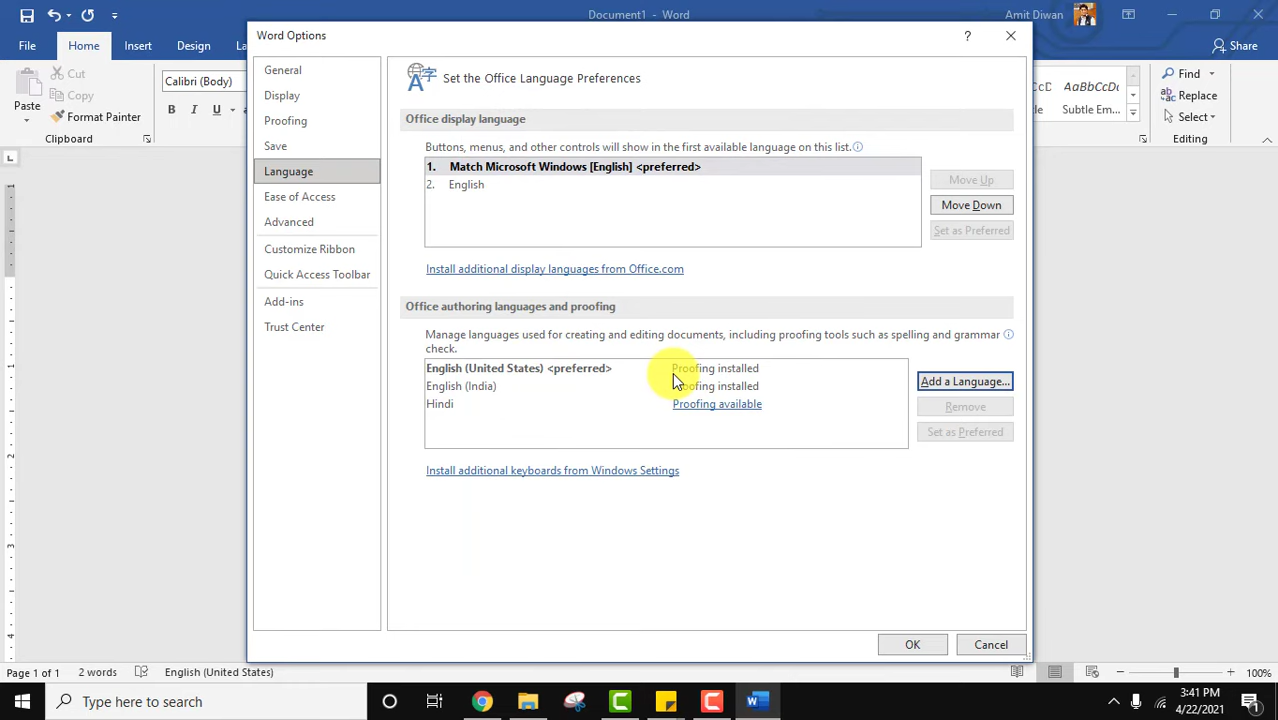 Document1 - Word
Amit Diwan
File
Home
Insert
Design
La
Share
Paste
Cut
Copy
Format Painter
Clipboard
Calibri (Body)
B
I
U
AaBbCcD
Subtle Em...
Find
Replace
Select
Editing
Word Options
?
General
Display
Proofing
Save
Language
Ease of Access
Advanced
Customize Ribbon
Quick Access Toolbar
Add-ins
Trust Center
Set the Office Language Preferences
Office display language
Buttons, menus, and other controls will show in the first available language on this list.
1. Match Microsoft Windows [English] <preferred>
2. English
Move Up
Move Down
Set as Preferred
Install additional display languages from Office.com
Office authoring languages and proofing
Manage languages used for creating and editing documents, including proofing tools such as spelling and grammar
check.
English (United States) <preferred> Proofing installed
English (India) Proofing installed
Hindi Proofing available
Add a Language...
Remove
Set as Preferred
Install additional keyboards from Windows Settings
OK
Cancel
Page 1 of 1
2 words
English (United States)
100%
Type here to search
3:41 PM
4/22/2021